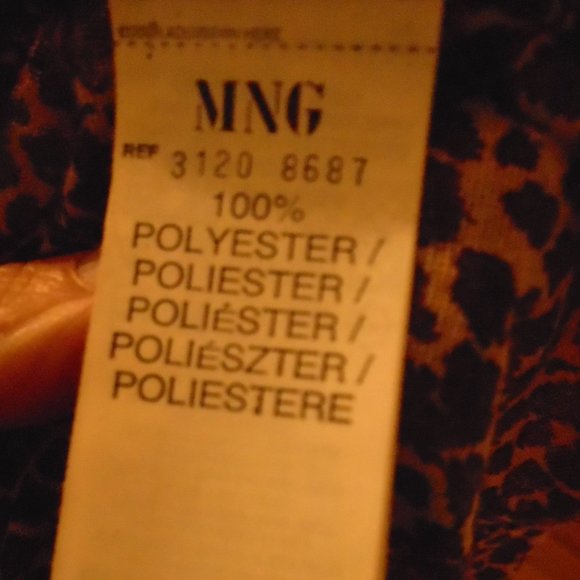 MNG
REF 3120 8687
100%
POLYESTER /
POLIESTER /
POLIÉSTER /
POLIÉSZTER /
POLIESTERE